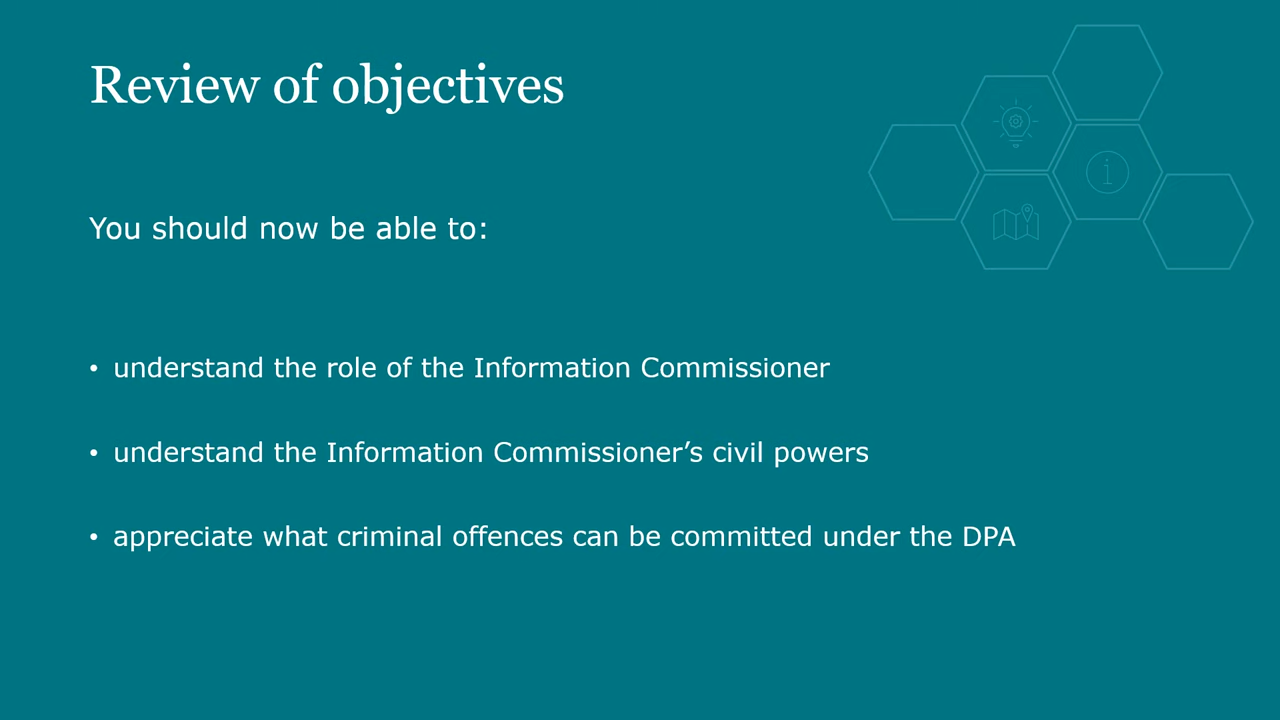 Review of objectives
You should now be able to:
• understand the role of the Information Commissioner
• understand the Information Commissioner’s civil powers
• appreciate what criminal offences can be committed under the DPA